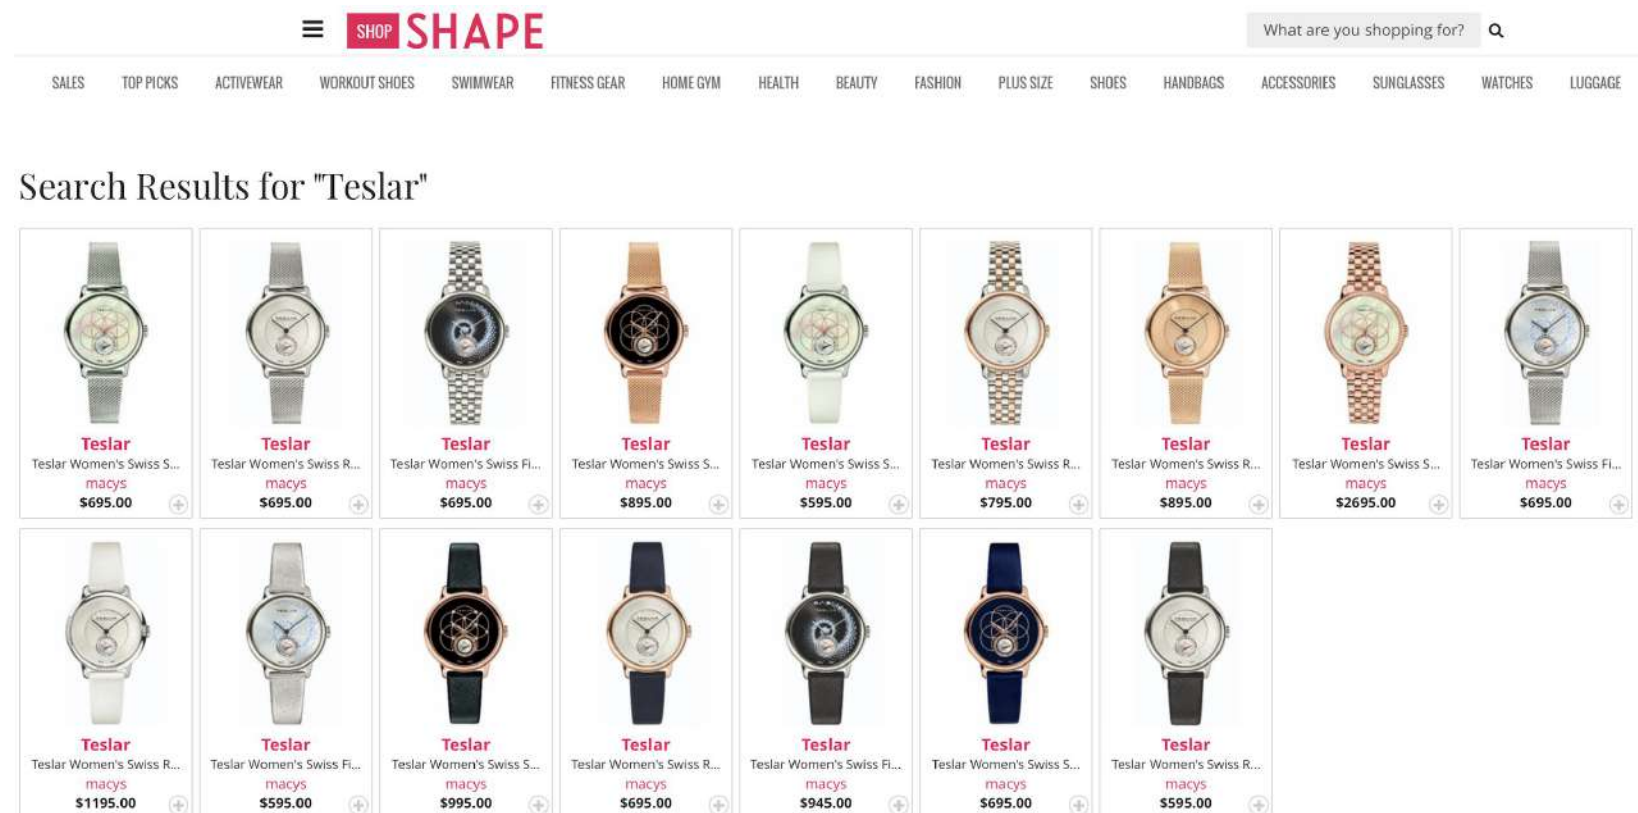 SHOP SHAPE
What are you shopping for?
SALES TOP PICKS ACTIVEWEAR WORKOUT SHOES SWIMWEAR FITNESS GEAR HOME GYM HEALTH BEAUTY FASHION PLUS SIZE SHOES HANDBAGS ACCESSORIES SUNGLASSES WATCHES LUGGAGE
Search Results for "Teslar"
Teslar
Teslar Women's Swiss S...
macys
$695.00
Teslar
Teslar Women's Swiss R...
macys
$695.00
Teslar
Teslar Women's Swiss Fi...
macys
$695.00
Teslar
Teslar Women's Swiss S...
macys
$895.00
Teslar
Teslar Women's Swiss S...
macys
$595.00
Teslar
Teslar Women's Swiss R...
macys
$795.00
Teslar
Teslar Women's Swiss R...
macys
$895.00
Teslar
Teslar Women's Swiss S...
macys
$2695.00
Teslar
Teslar Women's Swiss Fi...
macys
$695.00
Teslar
Teslar Women's Swiss R...
macys
$1195.00
Teslar
Teslar Women's Swiss Fi...
macys
$595.00
Teslar
Teslar Women's Swiss S...
macys
$995.00
Teslar
Teslar Women's Swiss R...
macys
$695.00
Teslar
Teslar Women's Swiss Fi...
macys
$945.00
Teslar
Teslar Women's Swiss S...
macys
$695.00
Teslar
Teslar Women's Swiss R...
macys
$595.00